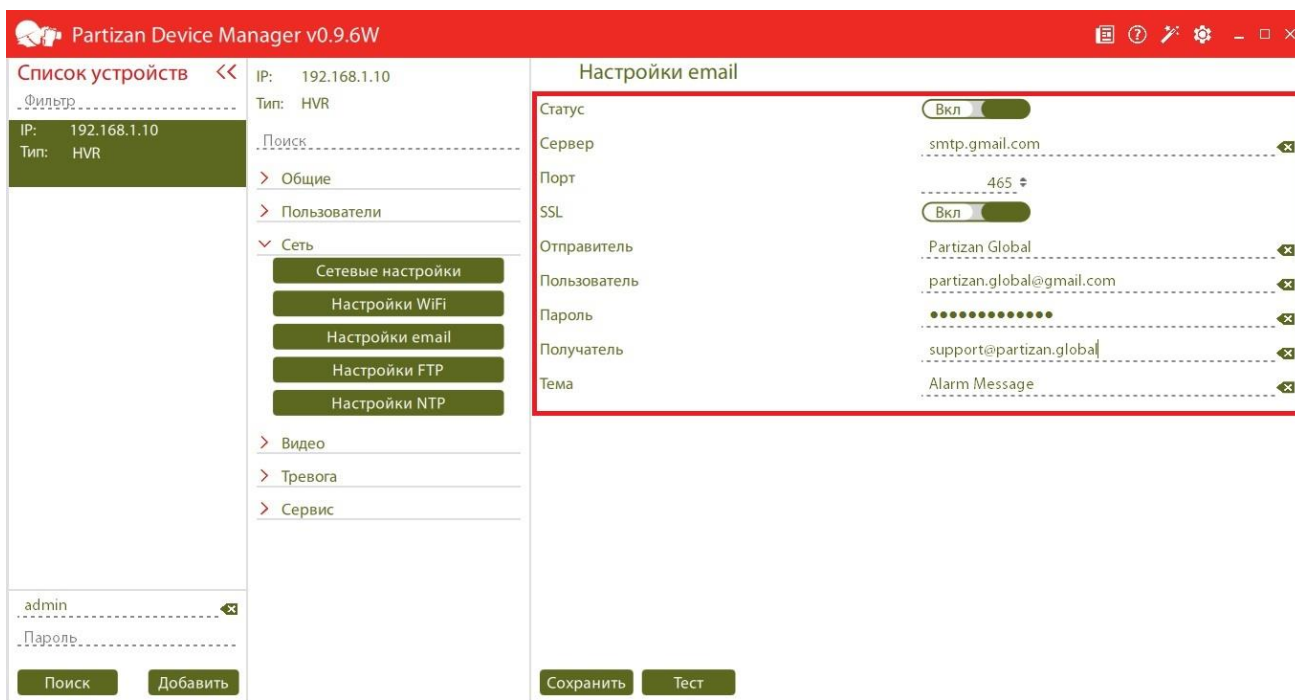 Partizan Device Manager v0.9.6W
Список устройств <<
Фильтр
IP: 192.168.1.10
Тип: HVR
admin
Пароль
Поиск Добавить
IP: 192.168.1.10
Тип: HVR
Поиск
Общие
Пользователи
Сеть
Сетевые настройки
Настройки WiFi
Настройки email
Настройки FTP
Настройки NTP
Видео
Тревога
Сервис
Настройки email
Статус Вкл
Сервер smtp.gmail.com
Порт 465
SSL Вкл
Отправитель Partizan Global
Пользователь partizan.global@gmail.com
Пароль •••••••••••••
Получатель support@partizan.global
Тема Alarm Message
Сохранить Тест